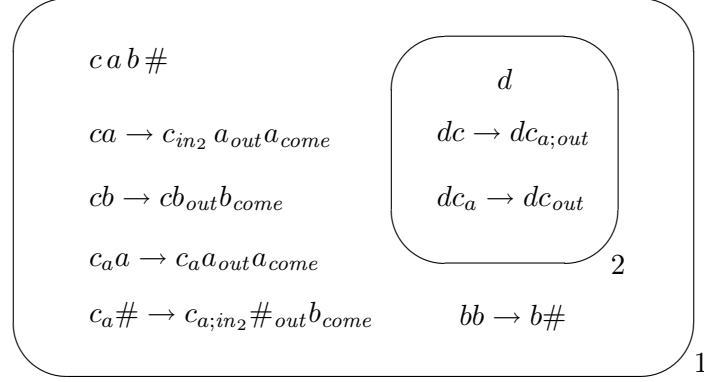 c a b #
d
ca → c_{in_2} a_{out}a_{come}
dc → dc_{a;out}
cb → cb_{out}b_{come}
dc_a → dc_{out}
c_a a → c_a a_{out}a_{come}
2
c_a# → c_{a;in_2}#_{out}b_{come}
bb → b#
1